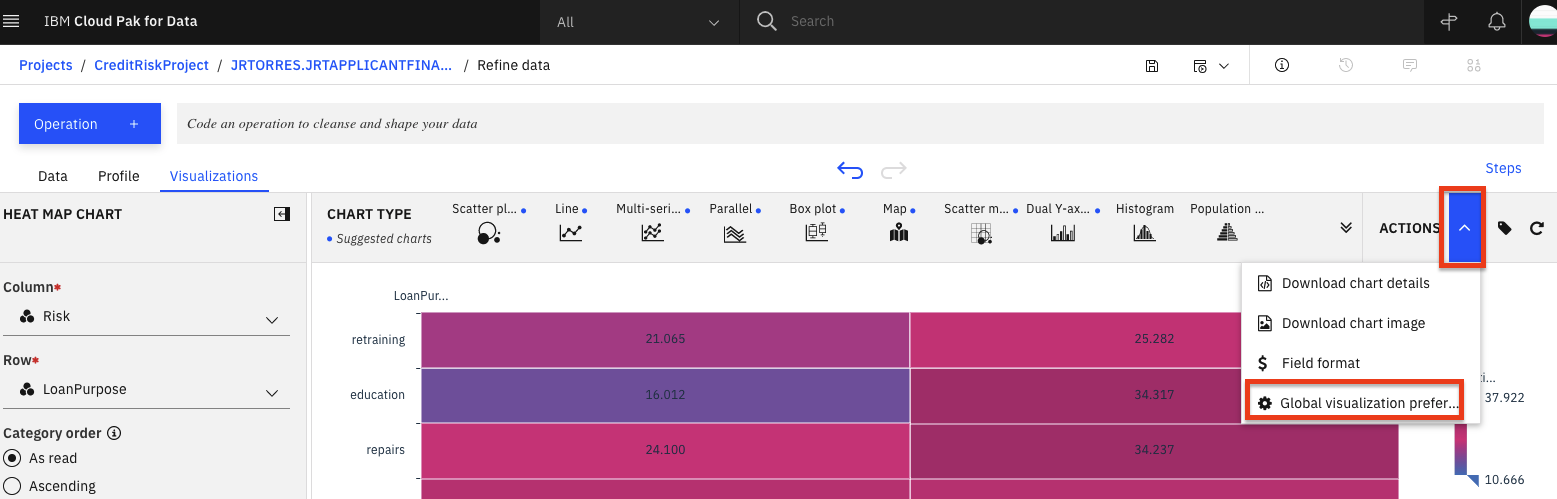 IBM Cloud Pak for Data
All
Search
Projects / CreditRiskProject / JRTORRES.JRTAPPLICANTFINA... / Refine data
Operation +
Code an operation to cleanse and shape your data
Data Profile Visualizations
Steps
HEAT MAP CHART
CHART TYPE
Suggested charts
Scatter pl...
Line
Multi-seri...
Parallel
Box plot
Map
Scatter m...
Dual Y-ax...
Histogram
Population ...
ACTIONS
Download chart details
Download chart image
$ Field format
Global visualization prefer...
Column*
Risk
Row*
LoanPurpose
Category order
As read
Ascending
LoanPur...
retraining 21.065 25.282
education 16.012 34.317
repairs 24.100 34.237
37.922
10.666